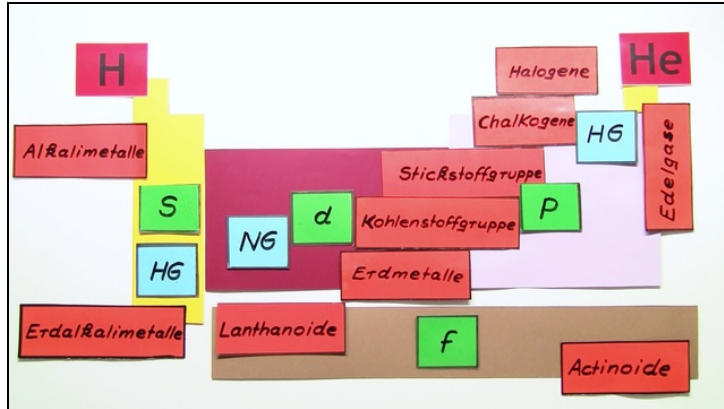 H
He
Halogene
Chalkogene
HG
Alkalimetalle
Edelgase
Stickstoffgruppe
S
d
P
Kohlenstoffgruppe
NG
HG
Erdmetalle
Erdalkalimetalle
Lanthanoide
f
Actinoide